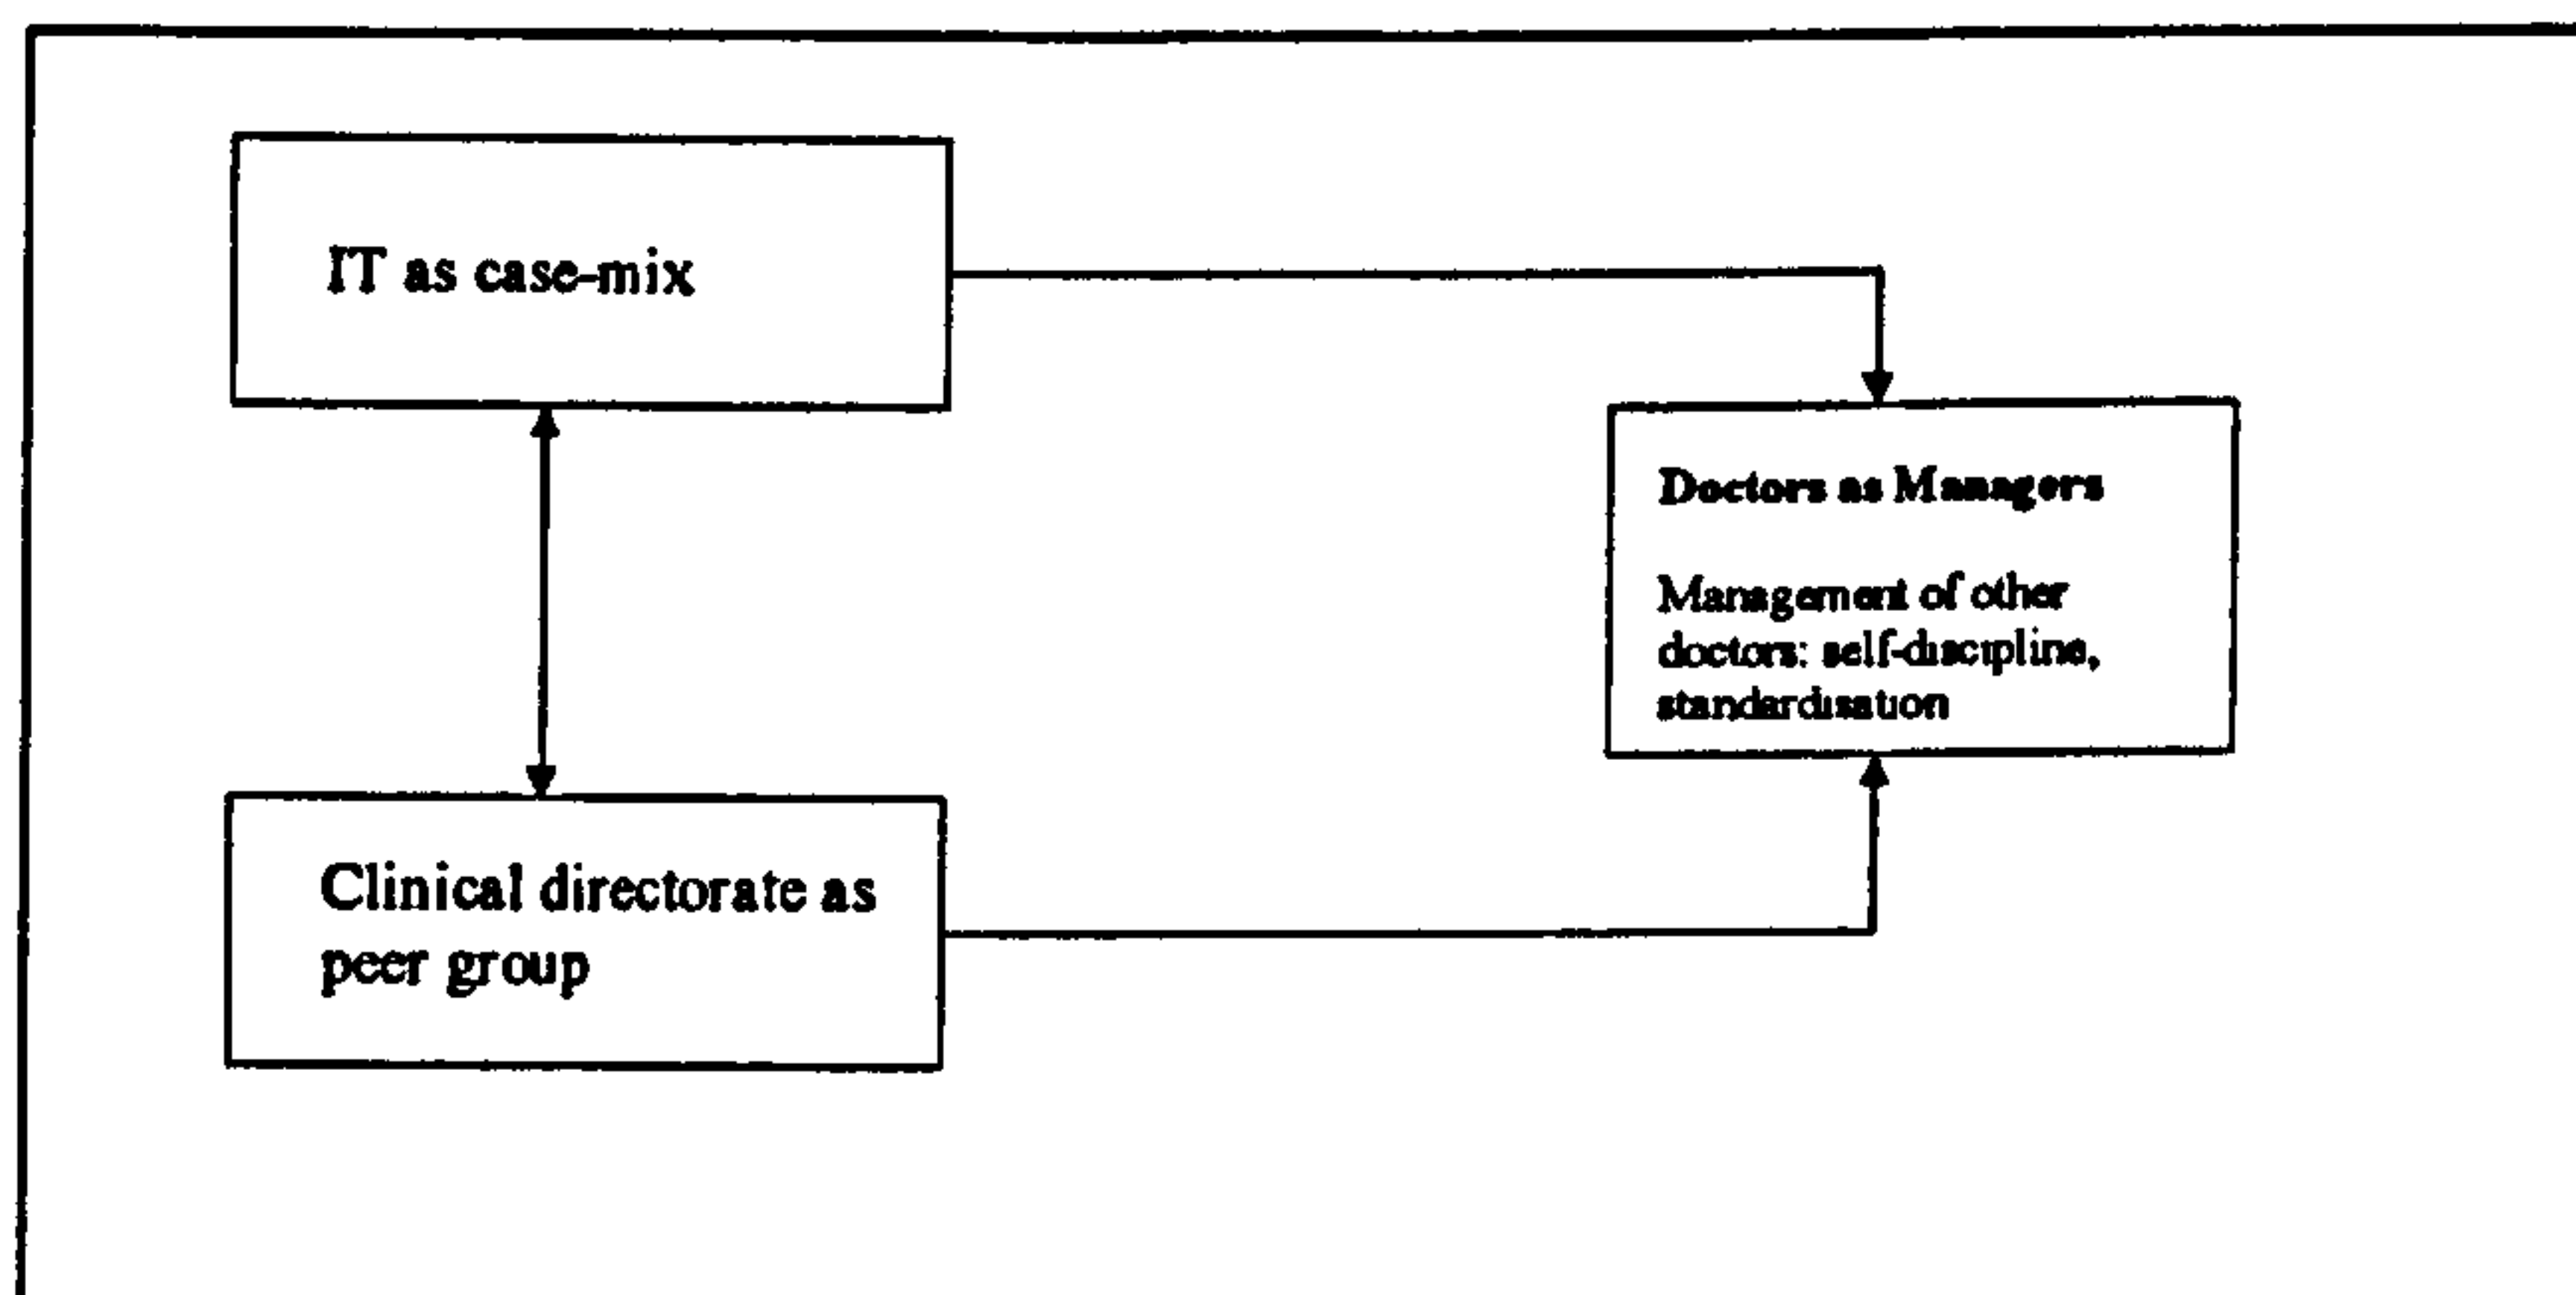 IT as case-mix
Doctors as Managers
Management of other
doctors: self-discipline,
standardisation
Clinical directorate as
peer group